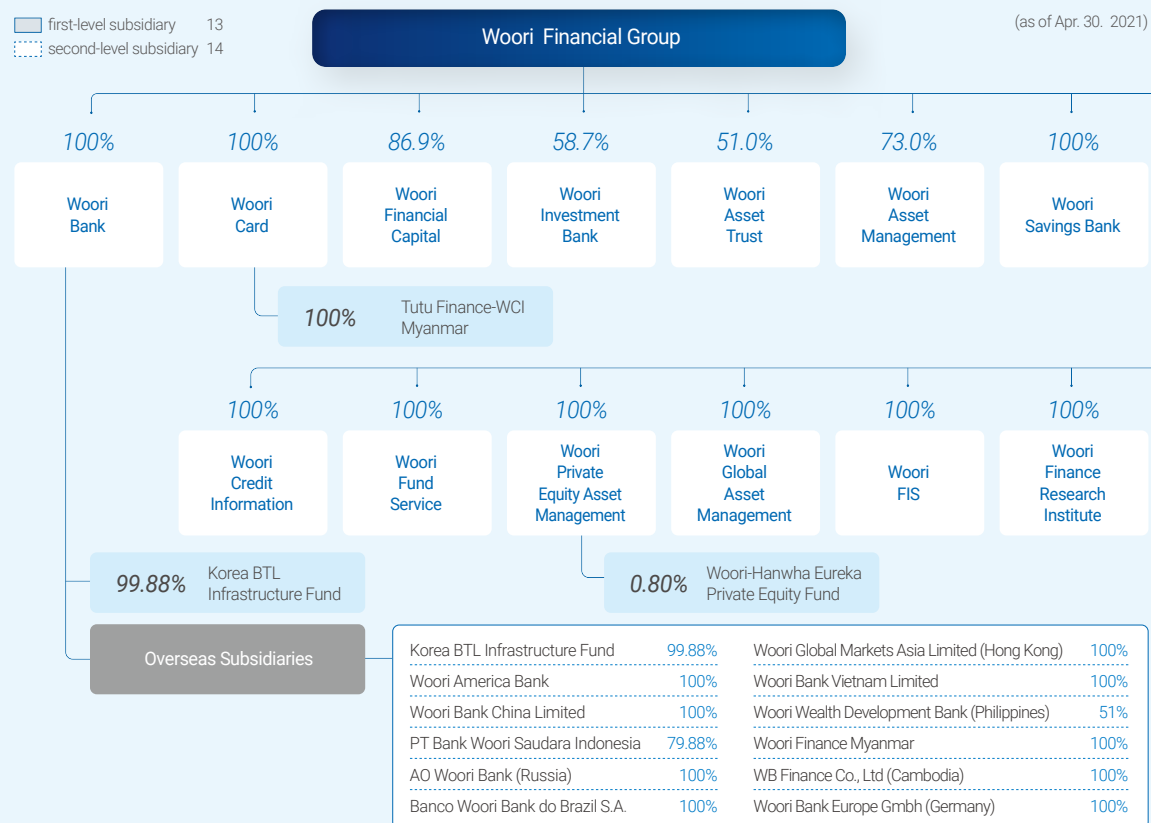 first-level subsidiary 13
second-level subsidiary 14
Woori Financial Group
(as of Apr. 30. 2021)
100%
100%
86.9%
58.7%
51.0%
73.0%
100%
Woori
Bank
Woori
Card
Woori
Financial
Capital
Woori
Investment
Bank
Woori
Asset
Trust
Woori
Asset
Management
Woori
Savings Bank
100%
Tutu Finance-WCI
Myanmar
100%
100%
100%
100%
100%
100%
Woori
Credit
Information
Woori
Fund
Service
Woori
Private
Equity Asset
Management
Woori
Global
Asset
Management
Woori
FIS
Woori
Finance
Research
Institute
99.88%
Korea BTL
Infrastructure Fund
0.80%
Woori-Hanwha Eureka
Private Equity Fund
Overseas Subsidiaries
Korea BTL Infrastructure Fund 99.88%
Woori America Bank 100%
Woori Bank China Limited 100%
PT Bank Woori Saudara Indonesia 79.88%
AO Woori Bank (Russia) 100%
Banco Woori Bank do Brazil S.A. 100%
Woori Global Markets Asia Limited (Hong Kong) 100%
Woori Bank Vietnam Limited 100%
Woori Wealth Development Bank (Philippines) 51%
Woori Finance Myanmar 100%
WB Finance Co., Ltd (Cambodia) 100%
Woori Bank Europe Gmbh (Germany) 100%